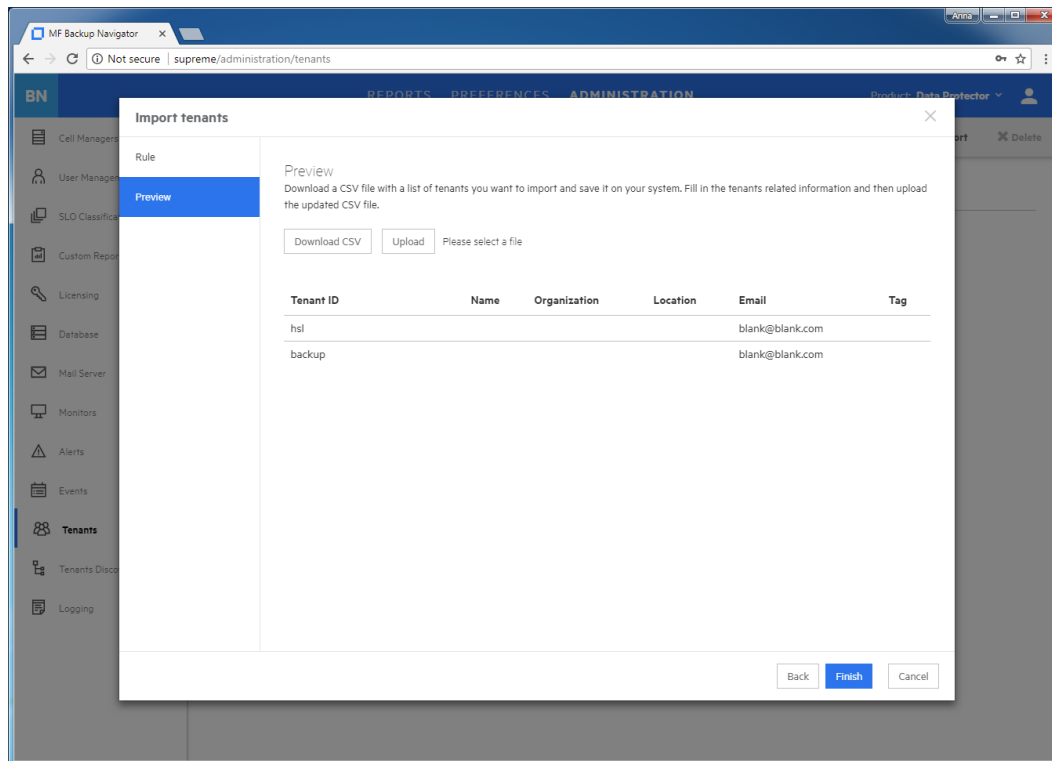 Anna
MF Backup Navigator
Not secure | supreme/administration/tenants
BN
REPORTS PREFERENCES ADMINISTRATION
Product: Data Protector
Import tenants
ort
Delete
Cell Managers
User Manager
SLO Classifica
Custom Repor
Licensing
Database
Mail Server
Monitors
Alerts
Events
Tenants
Tenants Disco
Logging
Rule
Preview
Preview
Download a CSV file with a list of tenants you want to import and save it on your system. Fill in the tenants related information and then upload
the updated CSV file.
Download CSV Upload Please select a file
Tenant ID Name Organization Location Email Tag
hsl blank@blank.com
backup blank@blank.com
Back Finish Cancel